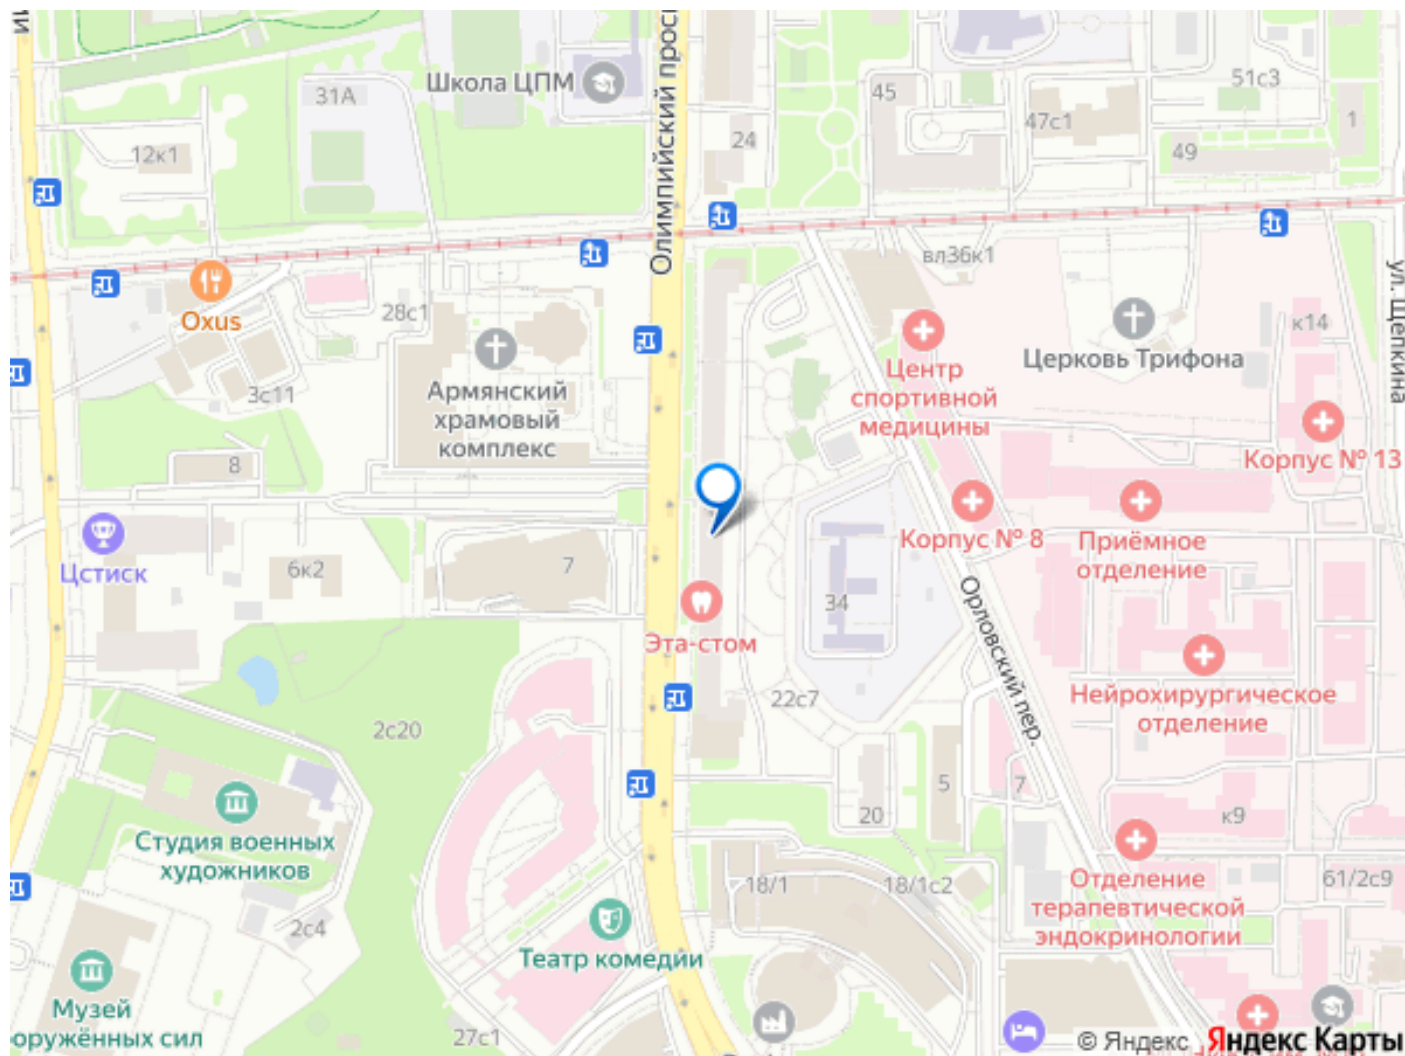 Школа ЦПМ
31А
12к1
Олимпийский просп
24
45
47с1
51с3
49
1
ул. Щепкина
Oxus
28с1
3с11
8
Армянский
храмовый
комплекс
вл36к1
Центр
спортивной
медицины
Церковь Трифона
к14
Корпус № 13
Корпус № 8
Приёмное
отделение
Цстиск
6к2
7
Эта-стом
34
Орловский пер.
22с7
Нейрохирургическое
отделение
2с20
5
7
20
к9
Студия военных
художников
2с4
18/1
18/1с2
Отделение
терапевтической
эндокринологии
61/2с9
Театр комедии
Музей
оружённых сил
27с1
© Яндекс Яндекс Карты